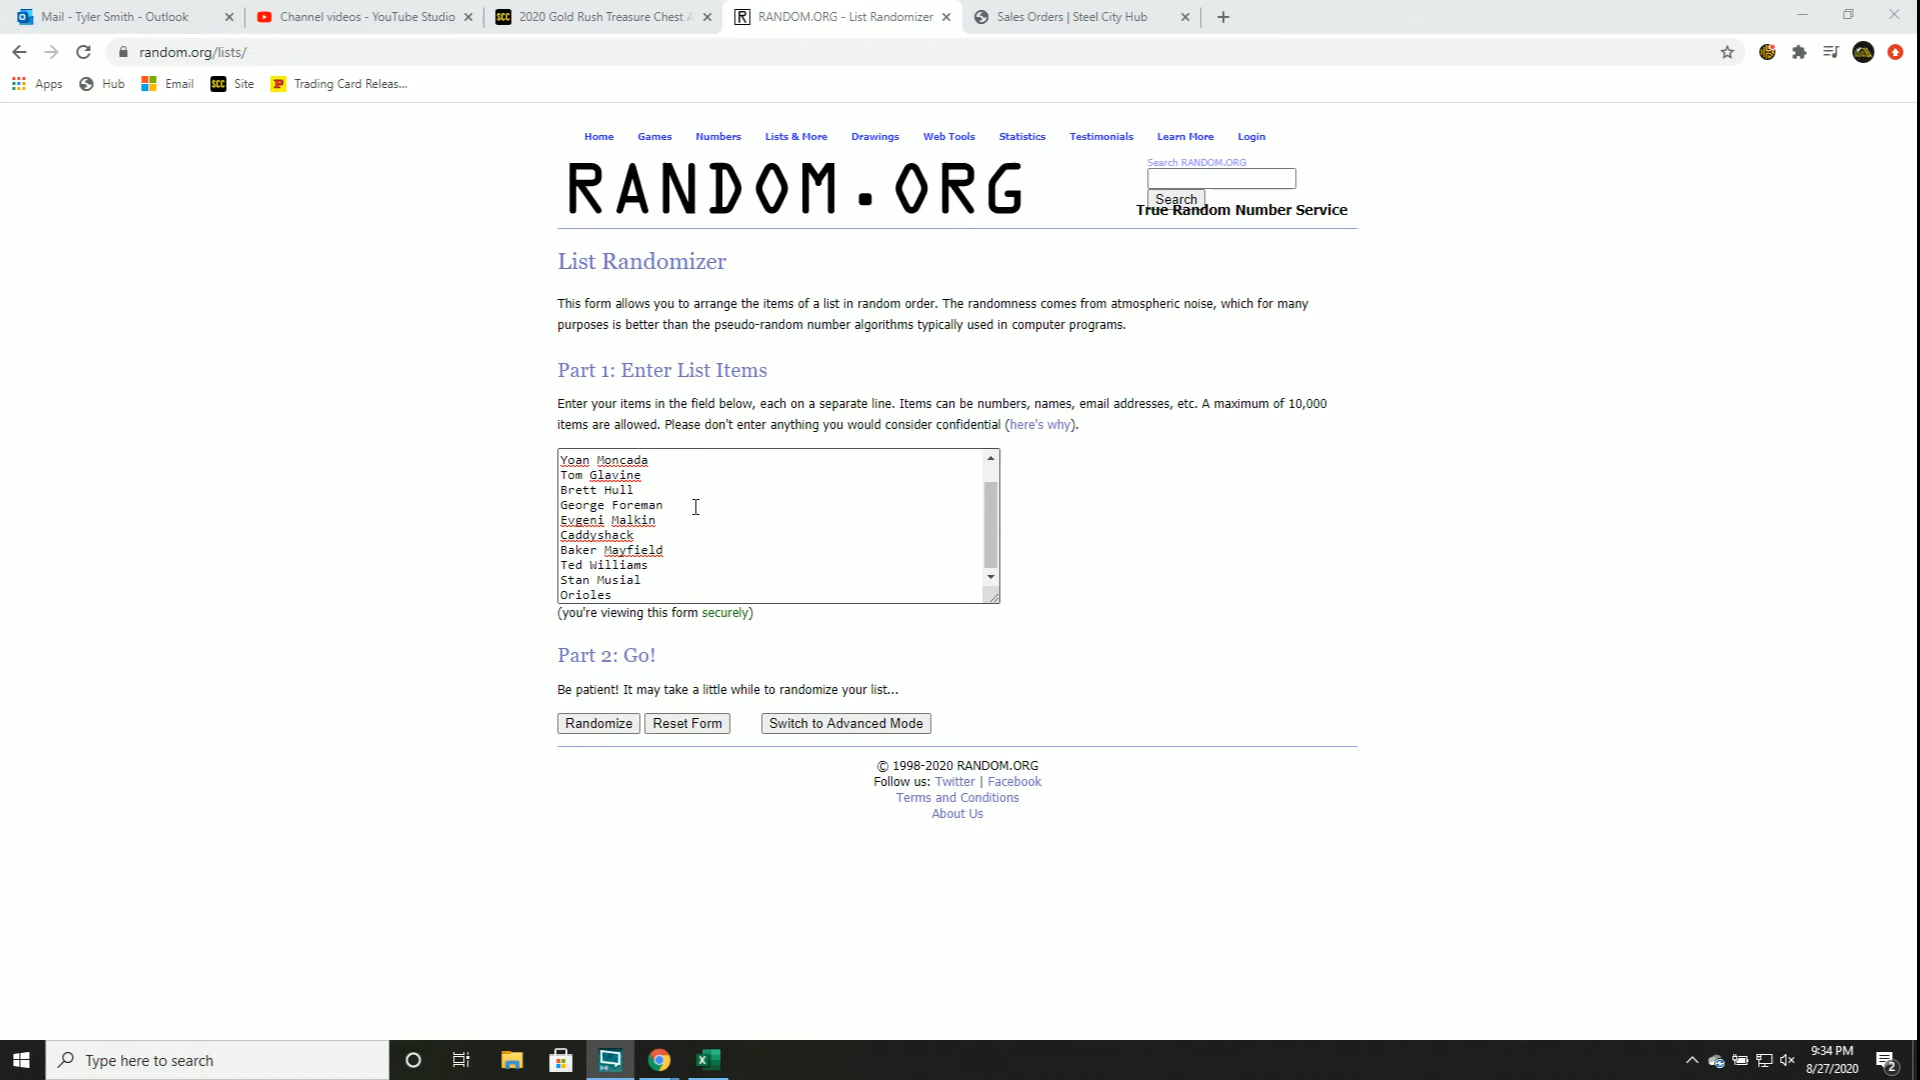 Mail - Tyler Smith - Outlook
Channel videos - YouTube Studio
SCC 2020 Gold Rush Treasure Chest A
R RANDOM.ORG - List Randomizer
Sales Orders | Steel City Hub
random.org/lists/
Apps Hub Email SCC Site Trading Card Releas...
Home Games Numbers Lists & More Drawings Web Tools Statistics Testimonials Learn More Login
RANDOM.ORG
Search RANDOM.ORG
Search
True Random Number Service
List Randomizer
This form allows you to arrange the items of a list in random order. The randomness comes from atmospheric noise, which for many
purposes is better than the pseudo-random number algorithms typically used in computer programs.
Part 1: Enter List Items
Enter your items in the field below, each on a separate line. Items can be numbers, names, email addresses, etc. A maximum of 10,000
items are allowed. Please don't enter anything you would consider confidential (here's why).
Yoan Moncada
Tom Glavine
Brett Hull
George Foreman
Evgeni Malkin
Caddyshack
Baker Mayfield
Ted Williams
Stan Musial
Orioles
(you're viewing this form securely)
Part 2: Go!
Be patient! It may take a little while to randomize your list...
Randomize Reset Form Switch to Advanced Mode
© 1998-2020 RANDOM.ORG
Follow us: Twitter | Facebook
Terms and Conditions
About Us
Type here to search
9:34 PM
8/27/2020
2